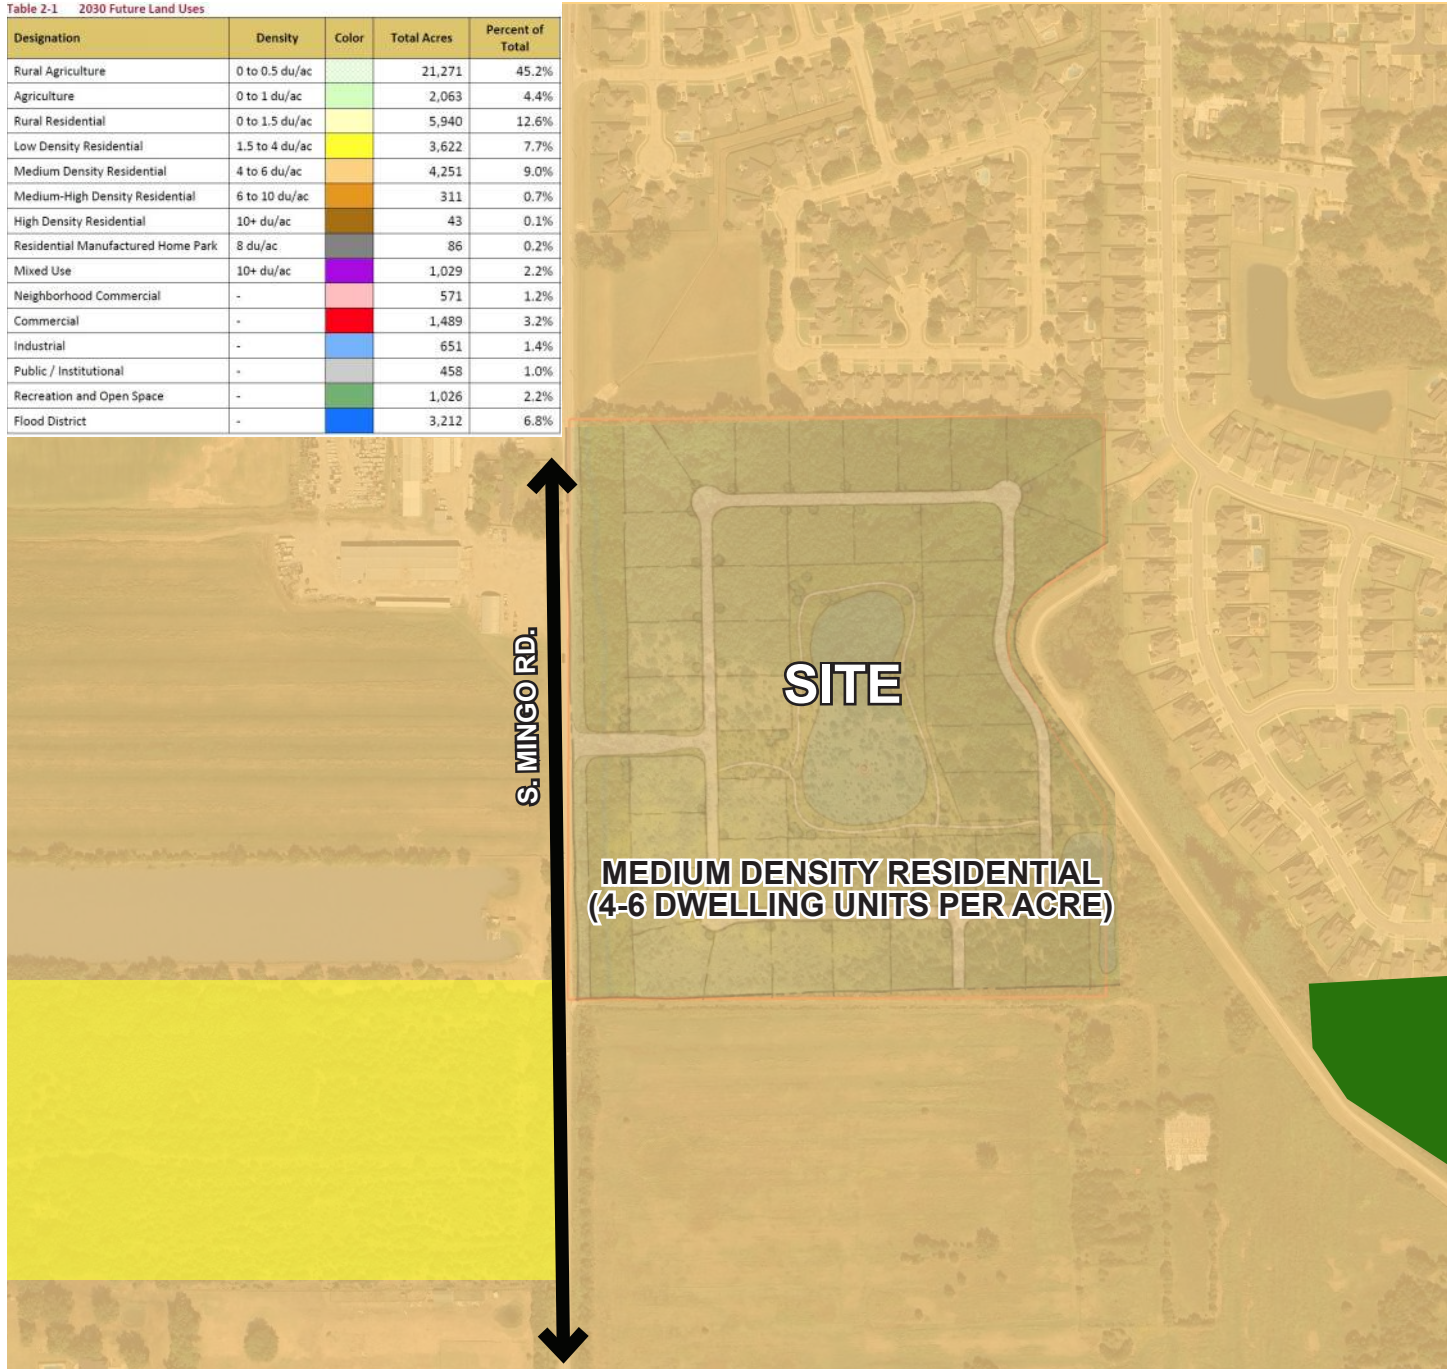 Table 2-1 2030 Future Land Uses
Designation Density Color Total Acres Percent of Total
Rural Agriculture 0 to 0.5 du/ac 21,271 45.2%
Agriculture 0 to 1 du/ac 2,063 4.4%
Rural Residential 0 to 1.5 du/ac 5,940 12.6%
Low Density Residential 1.5 to 4 du/ac 3,622 7.7%
Medium Density Residential 4 to 6 du/ac 4,251 9.0%
Medium-High Density Residential 6 to 10 du/ac 311 0.7%
High Density Residential 10+ du/ac 43 0.1%
Residential Manufactured Home Park 8 du/ac 86 0.2%
Mixed Use 10+ du/ac 1,029 2.2%
Neighborhood Commercial - 571 1.2%
Commercial - 1,489 3.2%
Industrial - 651 1.4%
Public / Institutional - 458 1.0%
Recreation and Open Space - 1,026 2.2%
Flood District - 3,212 6.8%
S. MINGO RD.
SITE
MEDIUM DENSITY RESIDENTIAL
(4-6 DWELLING UNITS PER ACRE)